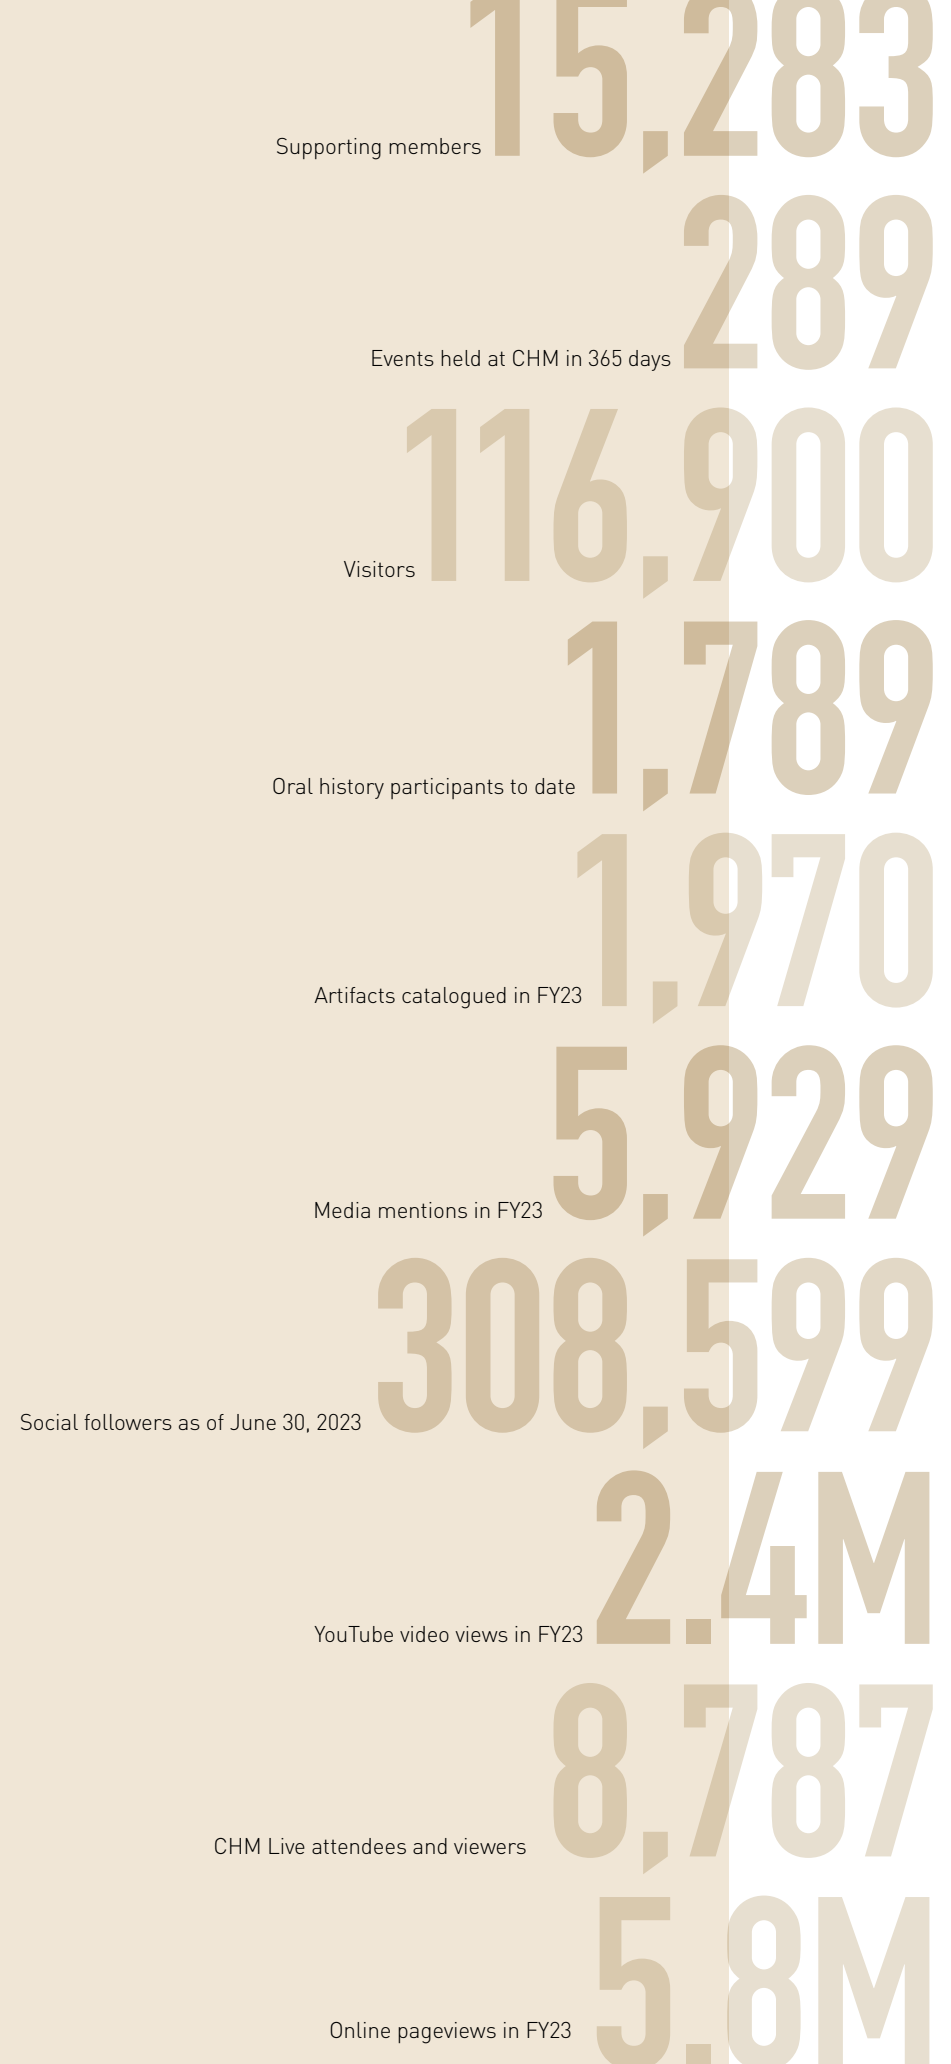 Supporting members 15,283
Events held at CHM in 365 days 289
Visitors 116,900
Oral history participants to date 1,789
Artifacts catalogued in FY23 1,970
Media mentions in FY23 5,929
Social followers as of June 30, 2023 308,599
YouTube video views in FY23 2.4M
CHM Live attendees and viewers 8,787
Online pageviews in FY23 5.8M